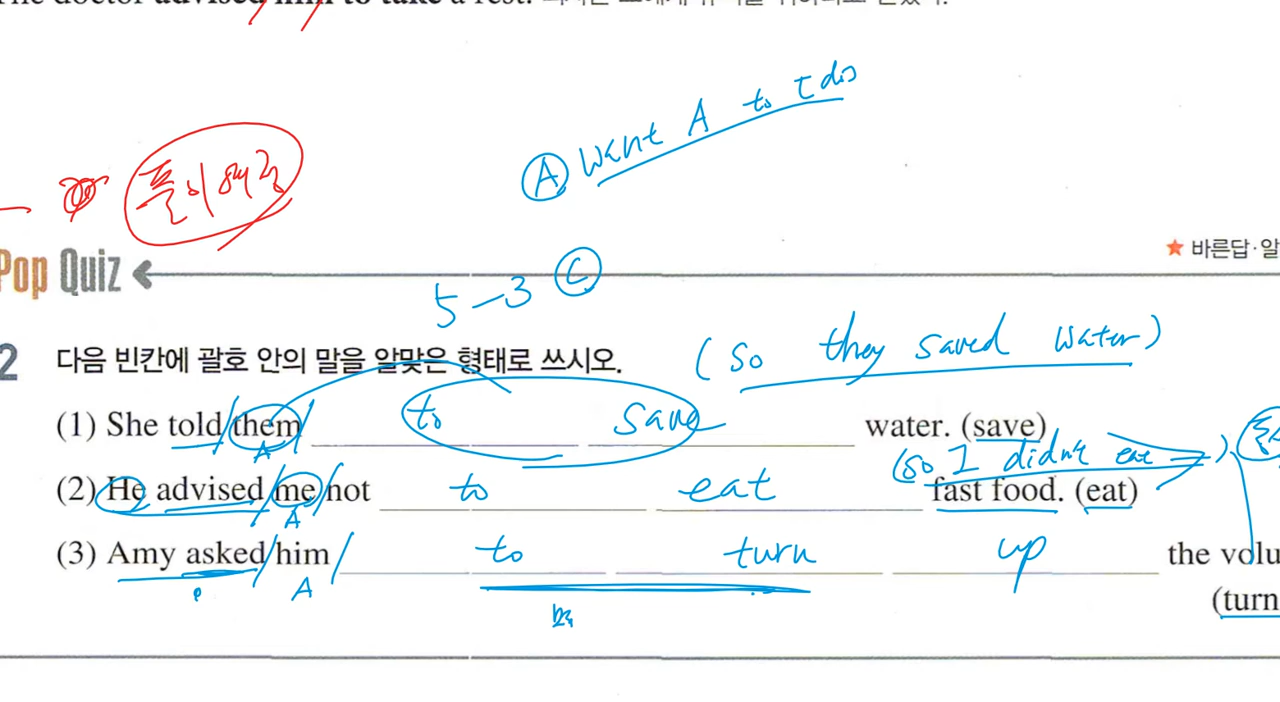 The doctor advised him to take a rest.
A want A to do
풀이해줄
Pop Quiz
★ 바른답·알
5-3 C
2 다음 빈칸에 괄호 안의 말을 알맞은 형태로 쓰시오.
(so they saved water)
(1) She told / them / to save water. (save)
A
(so I didn't eat )
(2) He advised / me / not to eat fast food. (eat)
A
(3) Amy asked / him / to turn up the volu
A
(turn